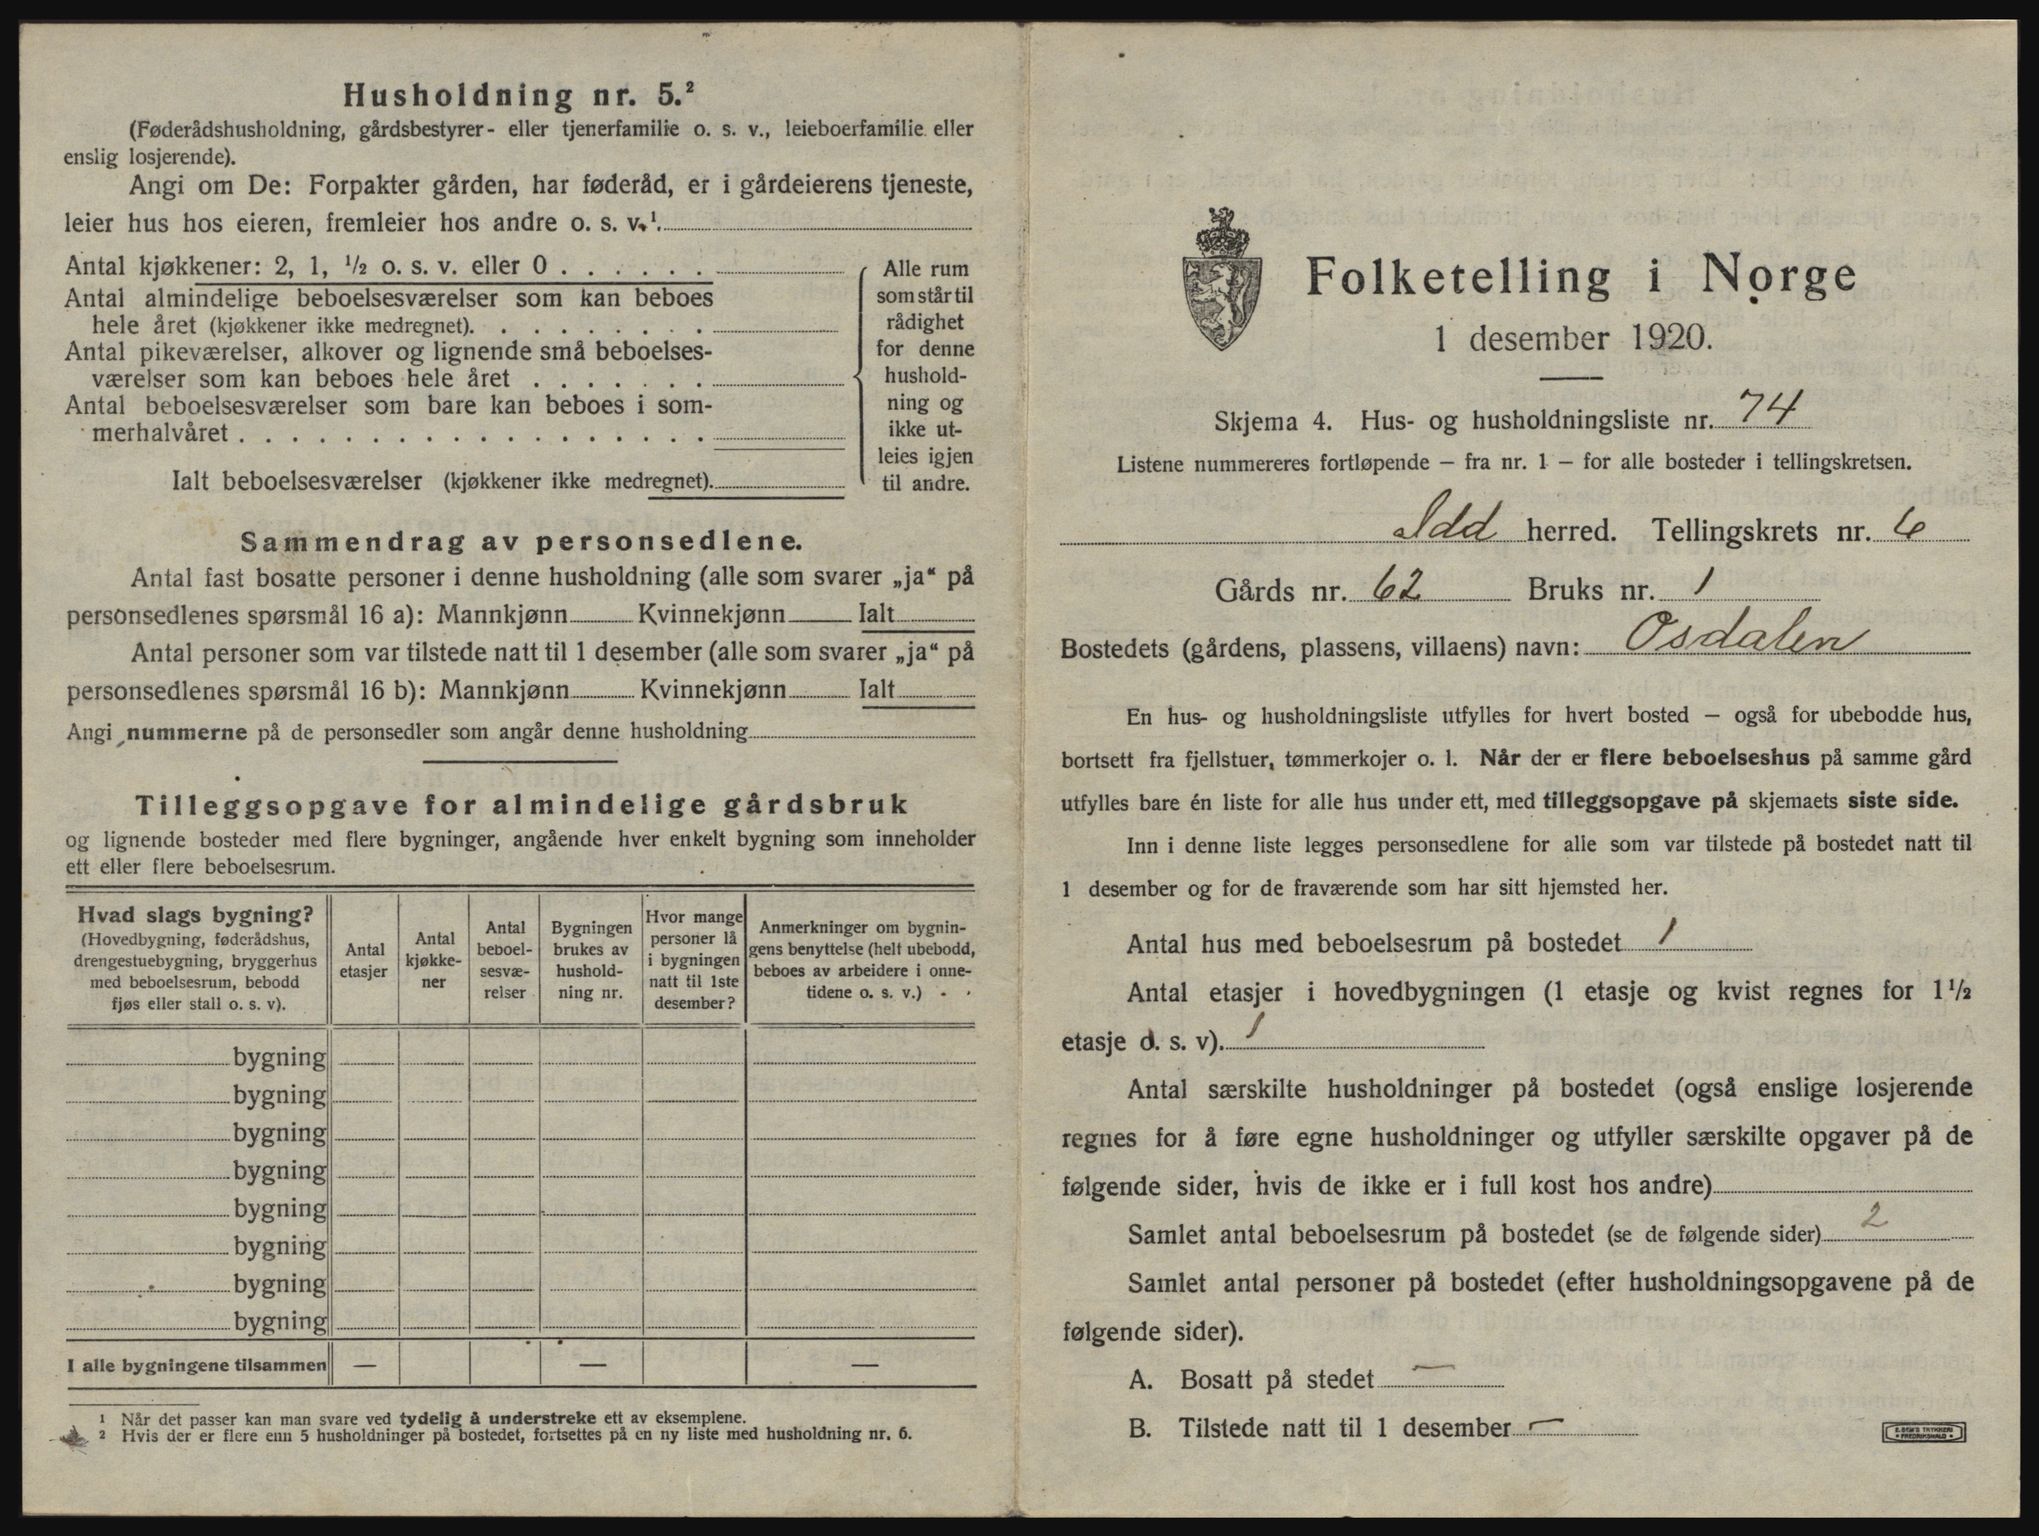 Husholdning nr. 5.²
(Føderådshusholdning, gårdsbestyrer- eller tjenerfamilie o. s. v., leieboerfamilie eller
enslig losjerende).
Angi om De: Forpakter gården, har føderåd, er i gårdeierens tjeneste,
leier hus hos eieren, fremleier hos andre o. s. v.¹
Antal kjøkkener: 2, 1, ½ o. s. v. eller 0 . . . . . .
Antal almindelige beboelsesværelser som kan beboes
hele året (kjøkkener ikke medregnet). . . . . . . . .
Antal pikeværelser, alkover og lignende små beboelses-
værelser som kan beboes hele året . . . . . . .
Antal beboelsesværelser som bare kan beboes i som-
merhalvåret . . . . . . . . . . . . . . . . . .
Ialt beboelsesværelser (kjøkkener ikke medregnet).
Alle rum
som står til
rådighet
for denne
hushold-
ning og
ikke ut-
leies igjen
til andre.
Sammendrag av personsedlene.
Antal fast bosatte personer i denne husholdning (alle som svarer „ja“ på
personsedlenes spørsmål 16 a): Mannkjønn Kvinnekjønn Ialt
Antal personer som var tilstede natt til 1 desember (alle som svarer „ja“ på
personsedlenes spørsmål 16 b): Mannkjønn Kvinnekjønn Ialt
Angi nummerne på de personsedler som angår denne husholdning
Tilleggsopgave for almindelige gårdsbruk
og lignende bosteder med flere bygninger, angående hver enkelt bygning som inneholder
ett eller flere beboelsesrum.
Hvad slags bygning?
(Hovedbygning, føderådshus,
drengestuebygning, bryggerhus
med beboelsesrum, bebodd
fjøs eller stall o. s. v).
Antal
etasjer
Antal
kjøkke-
ner
Antal
beboel-
sesvæ-
relser
Bygningen
brukes av
hushold-
ning nr.
Hvor mange
personer lå
i bygningen
natt til 1ste
desember?
Anmerkninger om bygnin-
gens benyttelse (helt ubebodd,
beboes av arbeidere i onne-
tidene o. s. v.)
bygning
bygning
bygning
bygning
bygning
bygning
bygning
bygning
I alle bygningene tilsammen — — —
¹ Når det passer kan man svare ved tydelig å understreke ett av eksemplene.
² Hvis der er flere enn 5 husholdninger på bostedet, fortsettes på en ny liste med husholdning nr. 6.
Folketelling i Norge
1 desember 1920.
Skjema 4. Hus- og husholdningsliste nr. 74
Listene nummereres fortløpende — fra nr. 1 — for alle bosteder i tellingskretsen.
Idd herred. Tellingskrets nr. 6
Gårds nr. 62 Bruks nr. 1
Bostedets (gårdens, plassens, villaens) navn: Osdalen
En hus- og husholdningsliste utfylles for hvert bosted — også for ubebodde hus,
bortsett fra fjellstuer, tømmerkojer o. l. Når der er flere beboelseshus på samme gård
utfylles bare én liste for alle hus under ett, med tilleggsopgave på skjemaets siste side.
Inn i denne liste legges personsedlene for alle som var tilstede på bostedet natt til
1 desember og for de fraværende som har sitt hjemsted her.
Antal hus med beboelsesrum på bostedet 1
Antal etasjer i hovedbygningen (1 etasje og kvist regnes for 1½
etasje o. s. v). 1
Antal særskilte husholdninger på bostedet (også enslige losjerende
regnes for å føre egne husholdninger og utfyller særskilte opgaver på de
følgende sider, hvis de ikke er i full kost hos andre)
Samlet antal beboelsesrum på bostedet (se de følgende sider) 2
Samlet antal personer på bostedet (efter husholdningsopgavene på de
følgende sider).
A. Bosatt på stedet —
B. Tilstede natt til 1 desember —
E. SEM'S TRYKKERI
FREDRIKSHALD